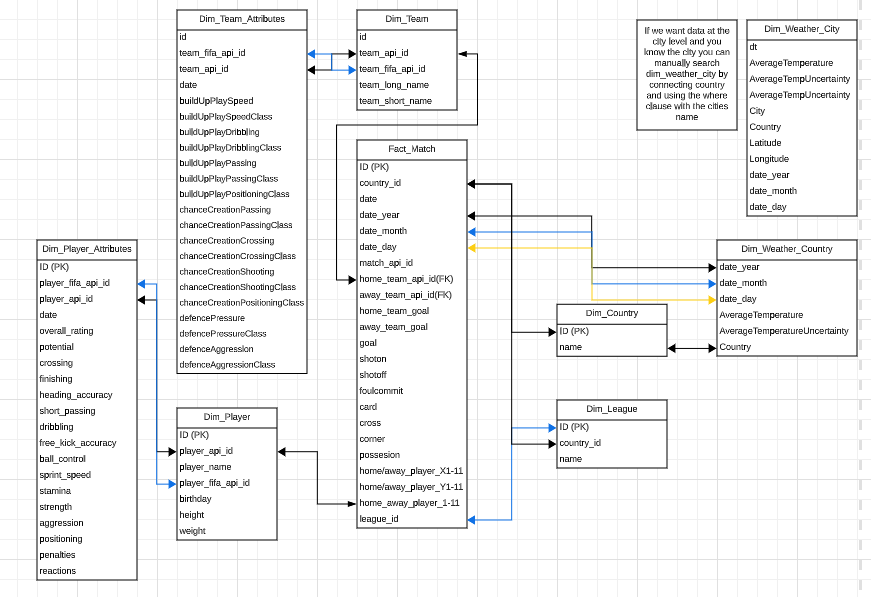 Dim_Team_Attributes
id
team_fifa_api_id
team_api_id
date
buildUpPlaySpeed
buildUpPlaySpeedClass
buildUpPlayDribbling
buildUpPlayDribblingClass
buildUpPlayPassing
buildUpPlayPassingClass
buildUpPlayPositioningClass
chanceCreationPassing
chanceCreationPassingClass
chanceCreationCrossing
chanceCreationCrossingClass
chanceCreationShooting
chanceCreationShootingClass
chanceCreationPositioningClass
defencePressure
defencePressureClass
defenceAggression
defenceAggressionClass
Dim_Team
id
team_api_id
team_fifa_api_id
team_long_name
team_short_name
If we want data at the
city level and you
know the city you can
manually search
dim_weather_city by
connecting country
and using the where
clause with the cities
name
Dim_Weather_City
dt
AverageTemperature
AverageTempUncertainty
AverageTempUncertainty
City
Country
Latitude
Longitude
date_year
date_month
date_day
Fact_Match
ID (PK)
country_id
date
date_year
date_month
date_day
match_api_id
home_team_api_id(FK)
away_team_api_id(FK)
home_team_goal
away_team_goal
goal
shoton
shotoff
foulcommit
card
cross
corner
possesion
home/away_player_X1-11
home/away_player_Y1-11
home_away_player_1-11
league_id
Dim_Player_Attributes
ID (PK)
player_fifa_api_id
player_api_id
date
overall_rating
potential
crossing
finishing
heading_accuracy
short_passing
dribbling
free_kick_accuracy
ball_control
sprint_speed
stamina
strength
aggression
positioning
penalties
reactions
Dim_Weather_Country
date_year
date_month
date_day
AverageTemperature
AverageTemperatureUncertainty
Country
Dim_Country
ID (PK)
name
Dim_League
ID (PK)
country_id
name
Dim_Player
ID (PK)
player_api_id
player_name
player_fifa_api_id
birthday
height
weight